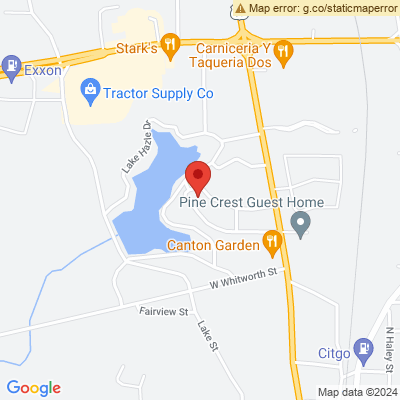 Map error: g.co/staticmaperror
Stark's
Carniceria Y
Taqueria Dos
Exxon
Tractor Supply Co
Lake Hazle Dr
Pine Crest Guest Home
Canton Garden
W Whitworth St
Fairview St
Lake St
Citgo
N Haley St
Google
Map data ©2024